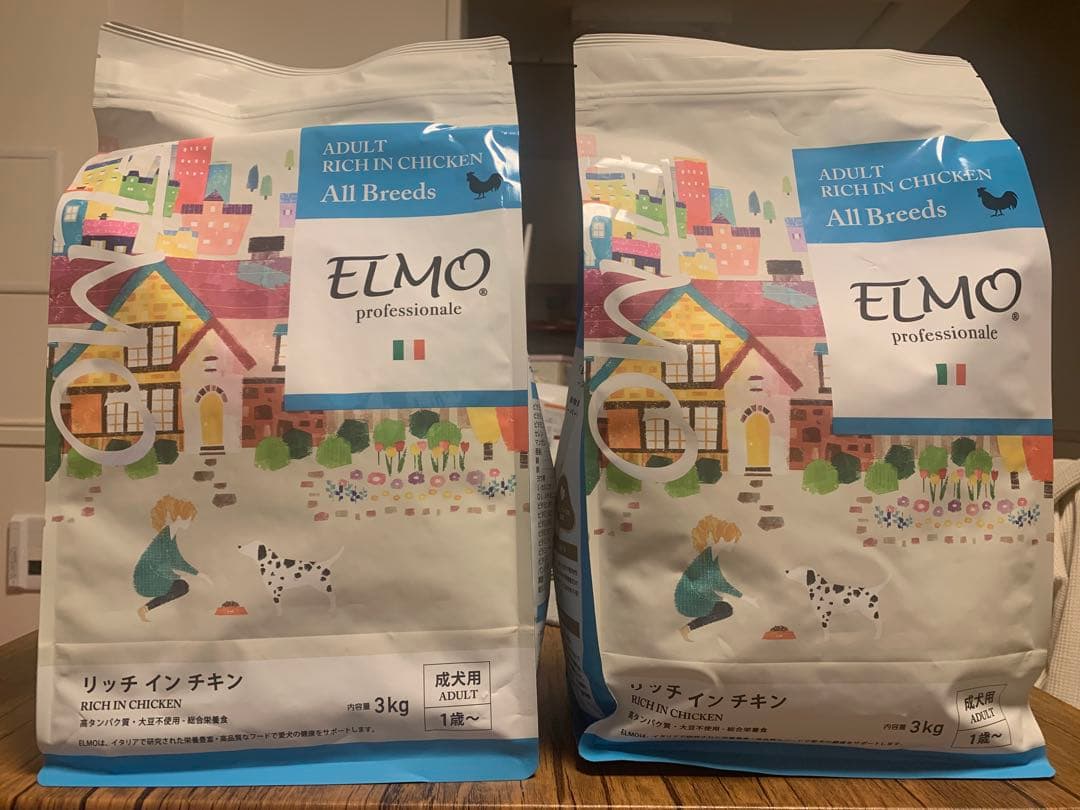 ADULT
RICH IN CHICKEN
All Breeds
ELMO®
professionale
リッチ イン チキン
RICH IN CHICKEN
高タンパク質・大豆不使用・総合栄養食
内容量 3kg
成犬用
ADULT
1歳～
ELMOは、イタリアで研究された栄養豊富・高品質なフードで愛犬の健康をサポートします。
ADULT
RICH IN CHICKEN
All Breeds
ELMO®
professionale
リッチ イン チキン
RICH IN CHICKEN
高タンパク質・大豆不使用・総合栄養食
内容量 3kg
成犬用
ADULT
1歳～